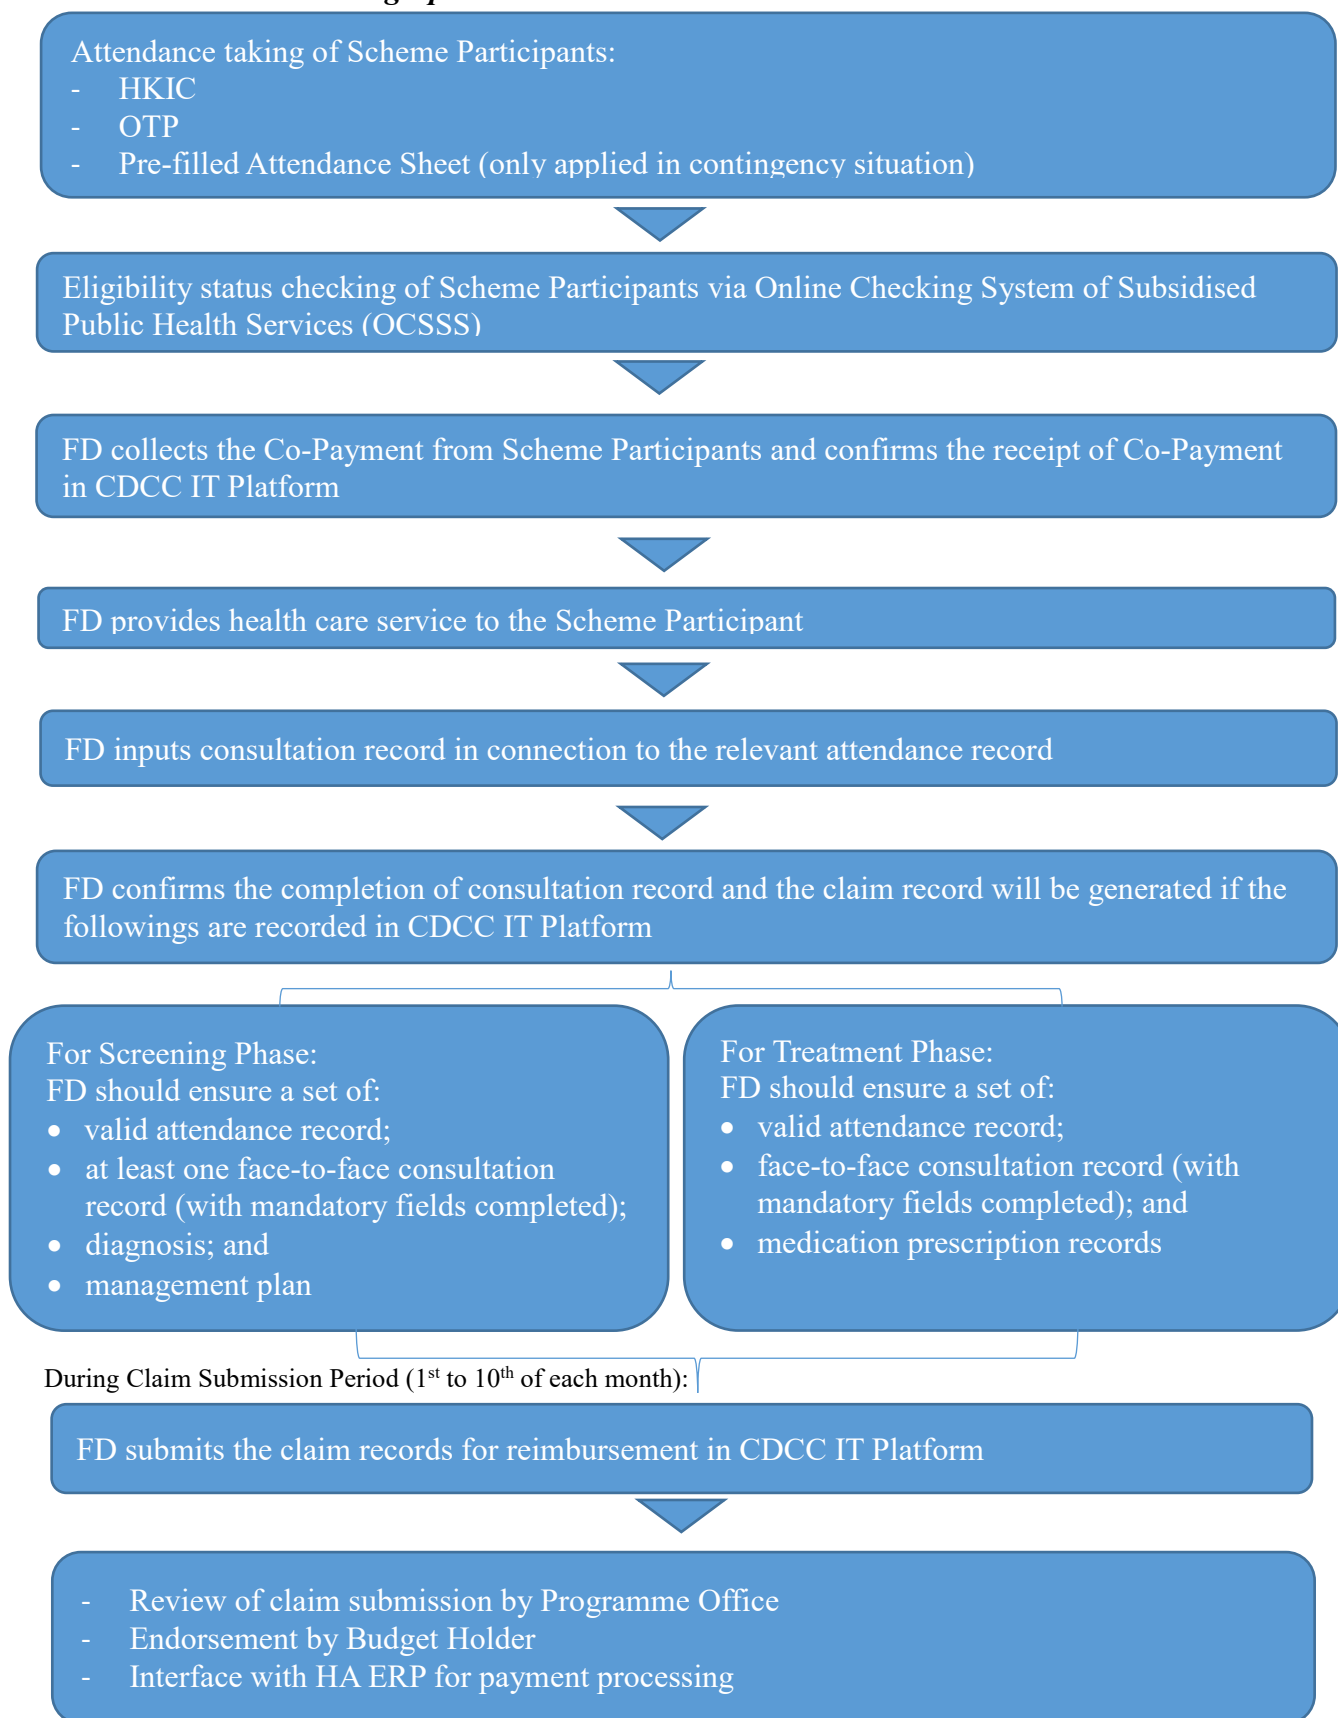 Attendance taking of Scheme Participants:
- HKIC
- OTP
- Pre-filled Attendance Sheet (only applied in contingency situation)
Eligibility status checking of Scheme Participants via Online Checking System of Subsidised
Public Health Services (OCSSS)
FD collects the Co-Payment from Scheme Participants and confirms the receipt of Co-Payment
in CDCC IT Platform
FD provides health care service to the Scheme Participant
FD inputs consultation record in connection to the relevant attendance record
FD confirms the completion of consultation record and the claim record will be generated if the
followings are recorded in CDCC IT Platform
For Screening Phase:
FD should ensure a set of:
• valid attendance record;
• at least one face-to-face consultation
record (with mandatory fields completed);
• diagnosis; and
• management plan
For Treatment Phase:
FD should ensure a set of:
• valid attendance record;
• face-to-face consultation record (with
mandatory fields completed); and
• medication prescription records
During Claim Submission Period (1st to 10th of each month):
FD submits the claim records for reimbursement in CDCC IT Platform
- Review of claim submission by Programme Office
- Endorsement by Budget Holder
- Interface with HA ERP for payment processing